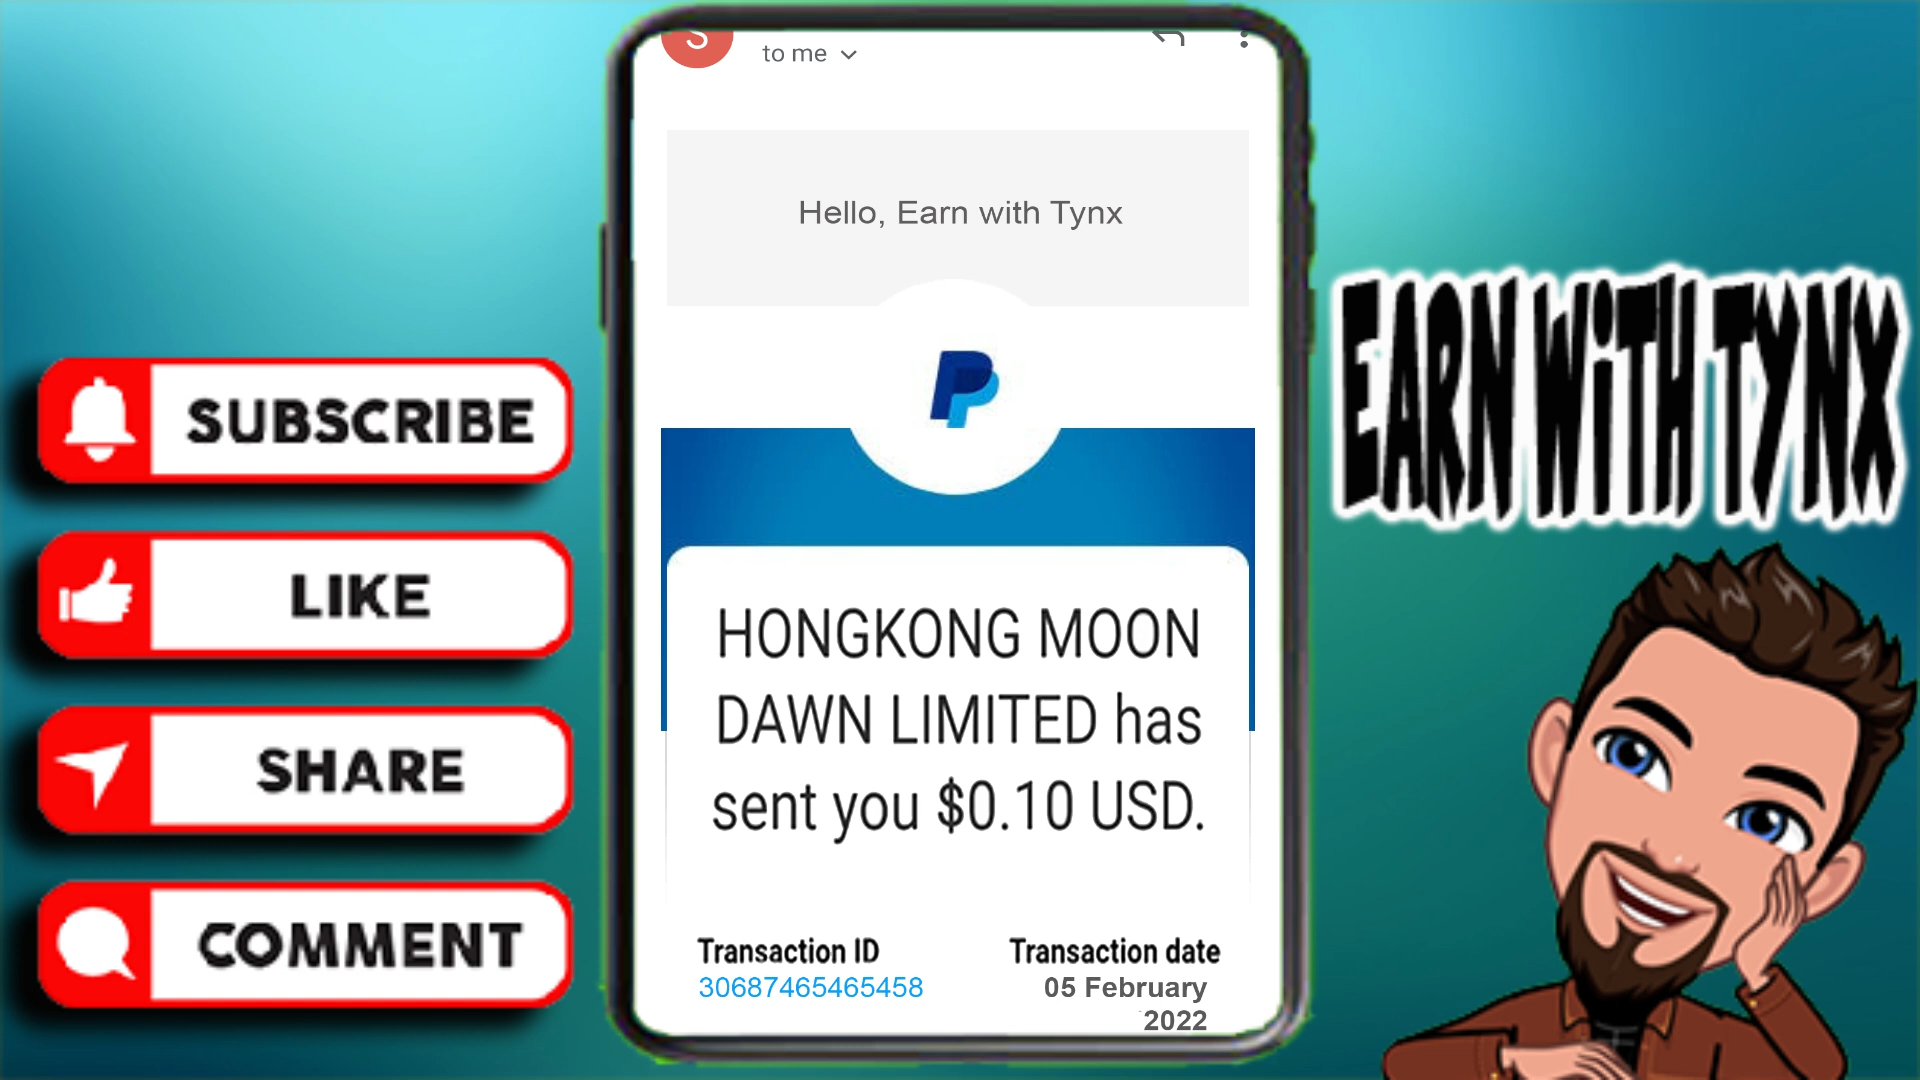 S
to me
Hello, Earn with Tynx
HONGKONG MOON
DAWN LIMITED has
sent you $0.10 USD.
Transaction ID
30687465465458
Transaction date
05 February
2022
SUBSCRIBE
LIKE
SHARE
COMMENT
EARN WiTH TYNX